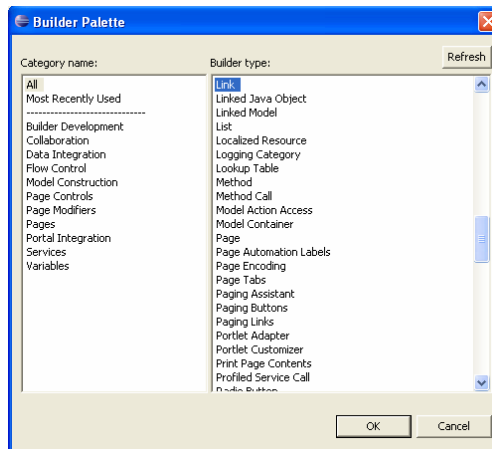 Builder Palette
Refresh
Category name:
Builder type:
All
Most Recently Used
------------------------------
Builder Development
Collaboration
Data Integration
Flow Control
Model Construction
Page Controls
Page Modifiers
Pages
Portal Integration
Services
Variables
Link
Linked Java Object
Linked Model
List
Localized Resource
Logging Category
Lookup Table
Method
Method Call
Model Action Access
Model Container
Page
Page Automation Labels
Page Encoding
Page Tabs
Paging Assistant
Paging Buttons
Paging Links
Portlet Adapter
Portlet Customizer
Print Page Contents
Profiled Service Call
Radio Button
OK
Cancel